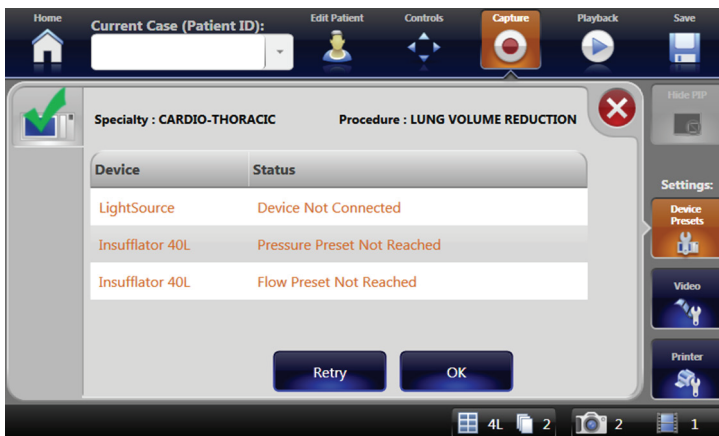 Home
Current Case (Patient ID):
Edit Patient
Controls
Capture
Playback
Save
Specialty : CARDIO-THORACIC
Procedure : LUNG VOLUME REDUCTION
Hide PIP
Device Status
LightSource Device Not Connected
Insufflator 40L Pressure Preset Not Reached
Insufflator 40L Flow Preset Not Reached
Settings:
Device
Presets
Video
Printer
Retry
OK
4L 2 2 1